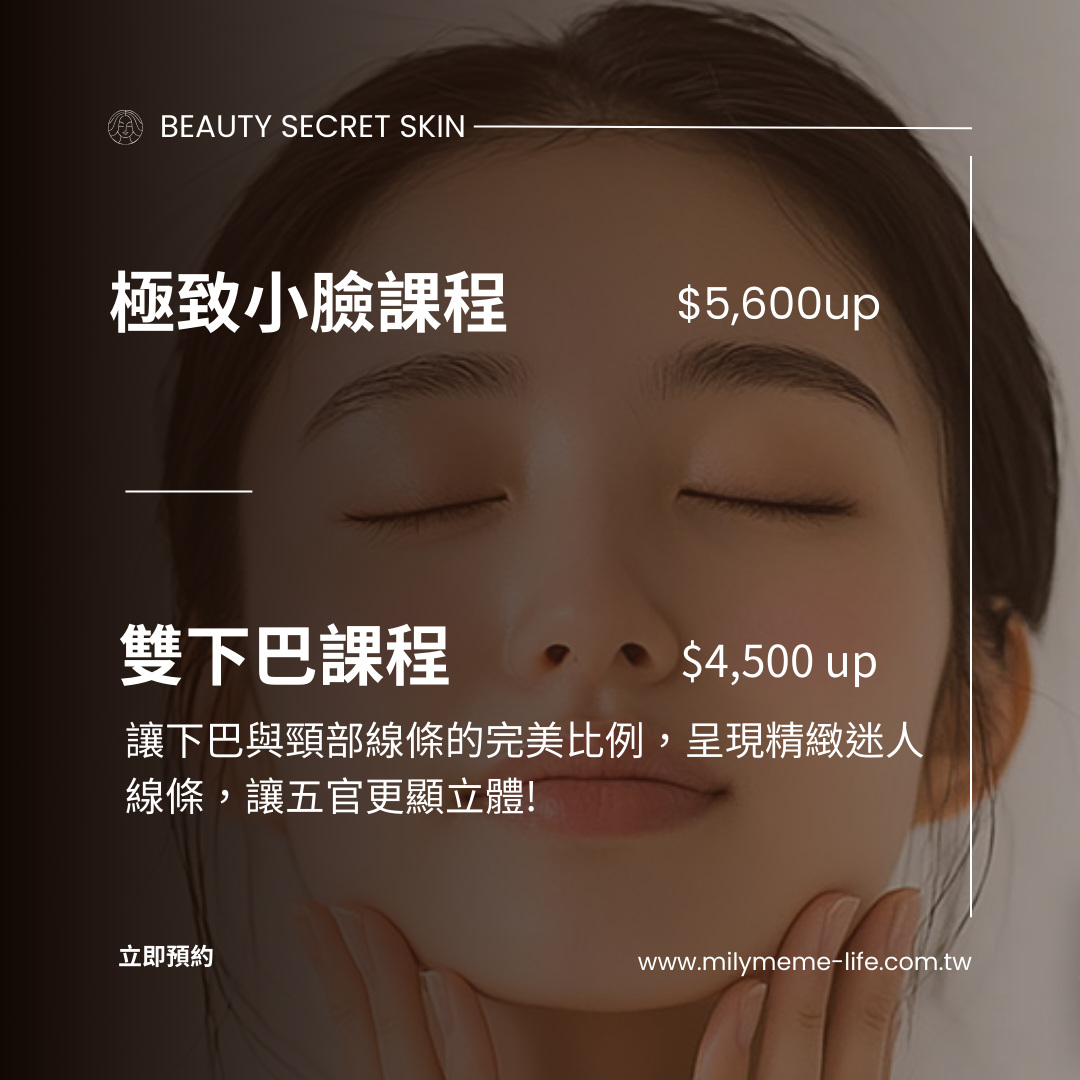 BEAUTY SECRET SKIN
極致小臉課程
$5,600up
雙下巴課程
$4,500 up
讓下巴與頸部線條的完美比例，呈現精緻迷人
線條，讓五官更顯立體!
立即預約
www.milymeme-life.com.tw